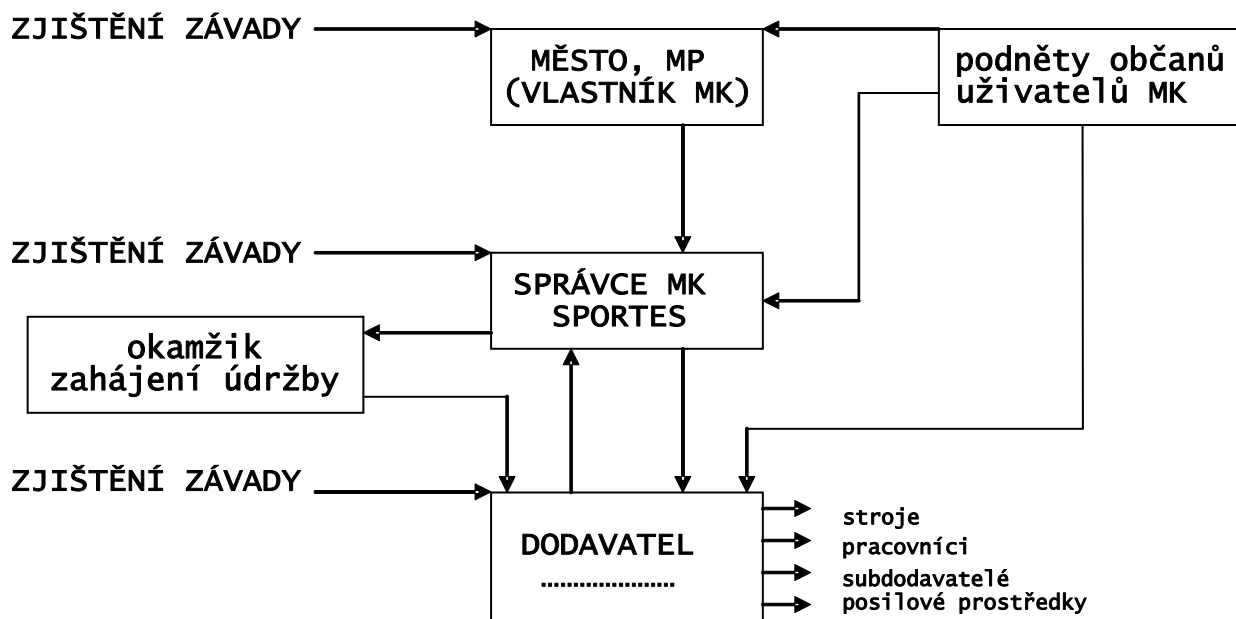 ZJIŠTĚNÍ ZÁVADY
MĚSTO, MP
(VLASTNÍK MK)
podněty občanů
uživatelů MK
ZJIŠTĚNÍ ZÁVADY
SPRÁVCE MK
SPORTES
okamžik
zahájení údržby
ZJIŠTĚNÍ ZÁVADY
DODAVATEL
.....................
stroje
pracovníci
subdodavatelé
posilové prostředky